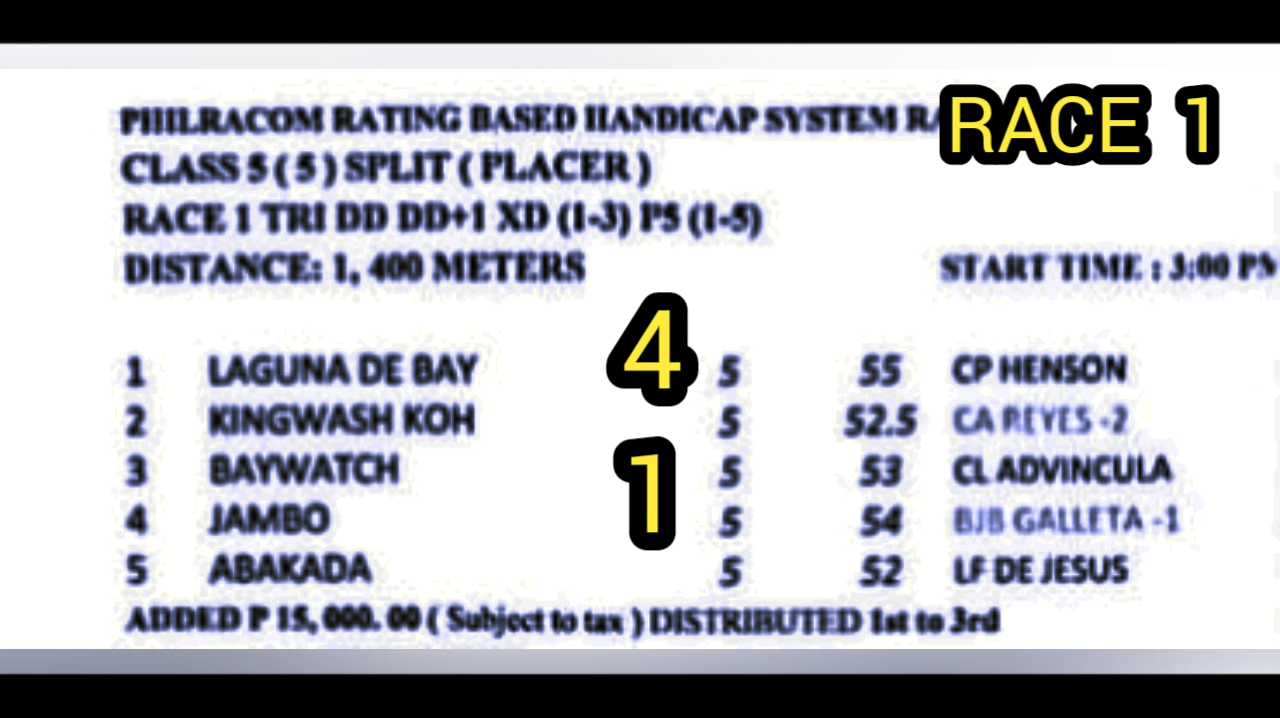 PHILRACOM RATING BASED HANDICAP SYSTEM
RACE 1
CLASS 5 ( 5 ) SPLIT ( PLACER )
RACE 1 TRI DD DD+1 XD (1-3) P5 (1-5)
DISTANCE: 1, 400 METERS START TIME : 3:00 PM
4
1 LAGUNA DE BAY 5 55 CP HENSON
2 KINGWASH KOH 5 52.5 CA REYES -2
1
3 BAYWATCH 5 53 CL ADVINCULA
4 JAMBO 5 54 BJB GALLETA -1
5 ABAKADA 5 52 LF DE JESUS
ADDED P 15, 000. 00 ( Subject to tax ) DISTRIBUTED 1st to 3rd